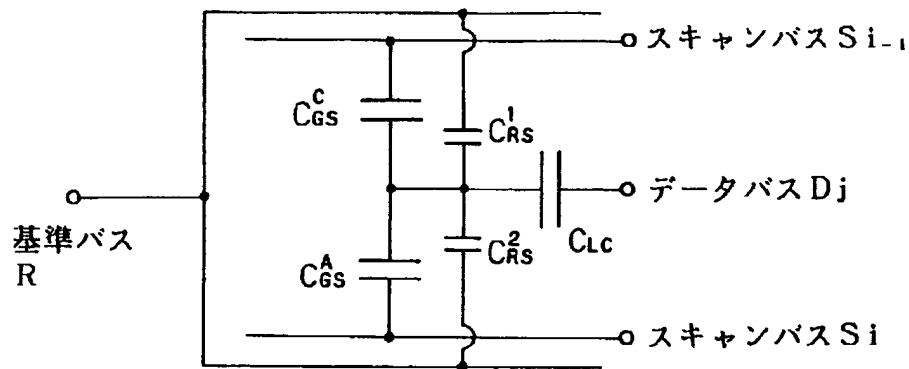 スキャンバスSi-1
C^C_GS
C^1_RS
データバスDj
基準バス
R
C_LC
C^2_RS
C^A_GS
スキャンバスSi